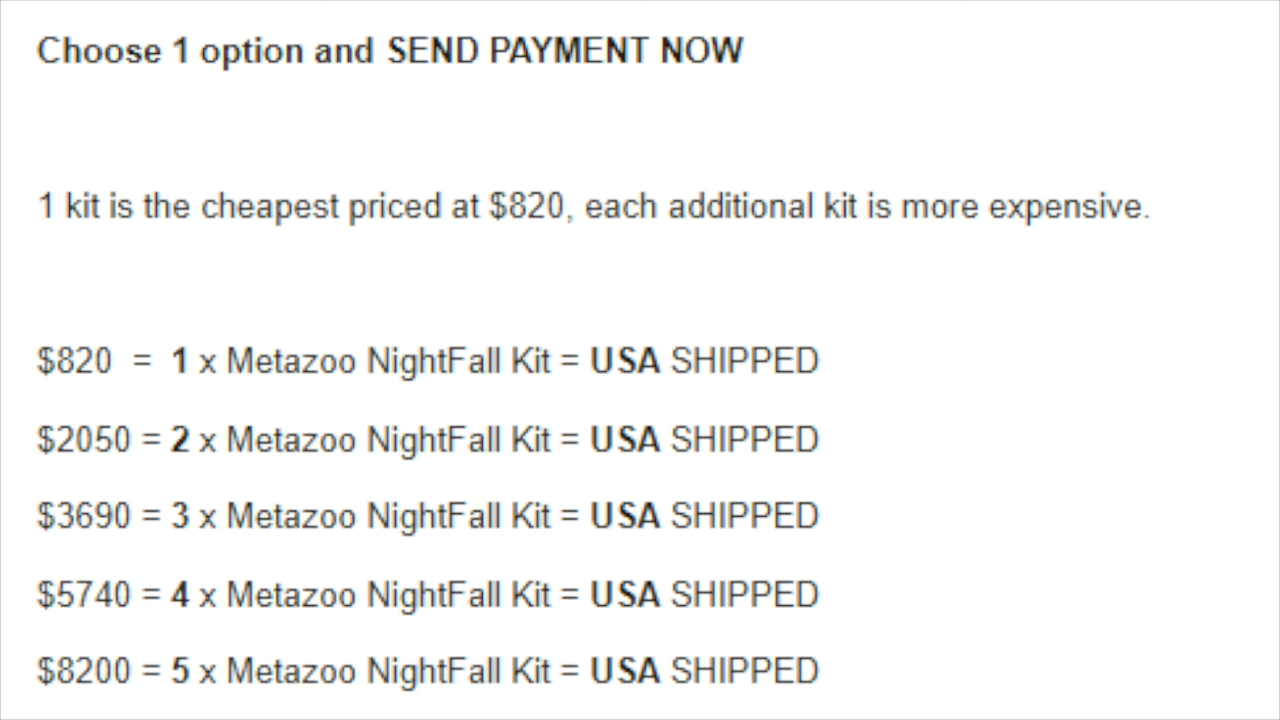 Choose 1 option and SEND PAYMENT NOW
1 kit is the cheapest priced at $820, each additional kit is more expensive.
$820 = 1 x Metazoo NightFall Kit = USA SHIPPED
$2050 = 2 x Metazoo NightFall Kit = USA SHIPPED
$3690 = 3 x Metazoo NightFall Kit = USA SHIPPED
$5740 = 4 x Metazoo NightFall Kit = USA SHIPPED
$8200 = 5 x Metazoo NightFall Kit = USA SHIPPED